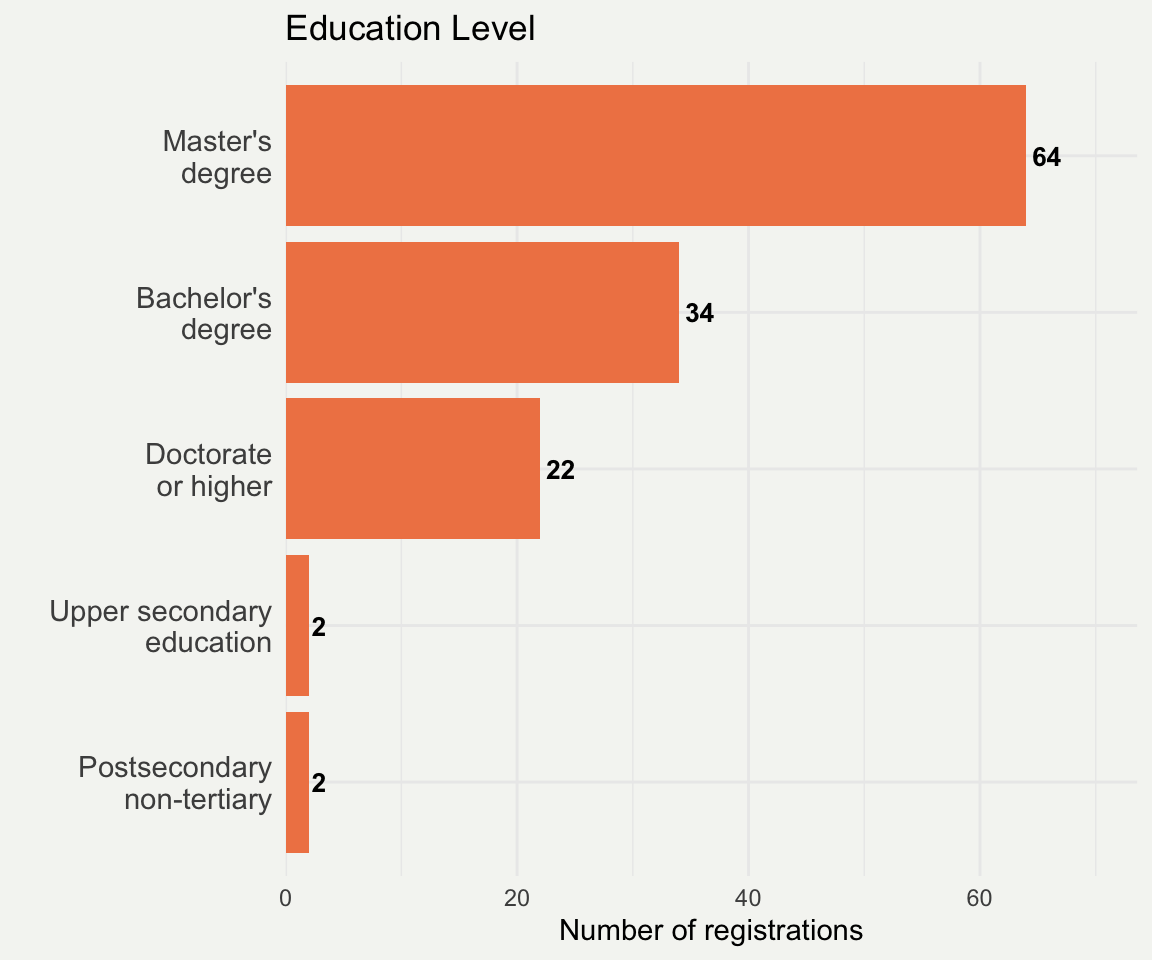 Education Level
Master's
degree
64
Bachelor's
degree
34
Doctorate
or higher
22
Upper secondary
education
2
Postsecondary
non-tertiary
2
0 20 40 60
Number of registrations